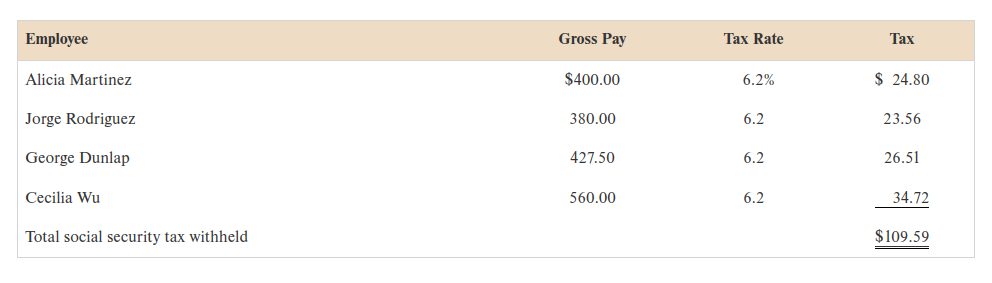 Employee Gross Pay Tax Rate Tax
Alicia Martinez $400.00 6.2% $ 24.80
Jorge Rodriguez 380.00 6.2 23.56
George Dunlap 427.50 6.2 26.51
Cecilia Wu 560.00 6.2 34.72
Total social security tax withheld $109.59